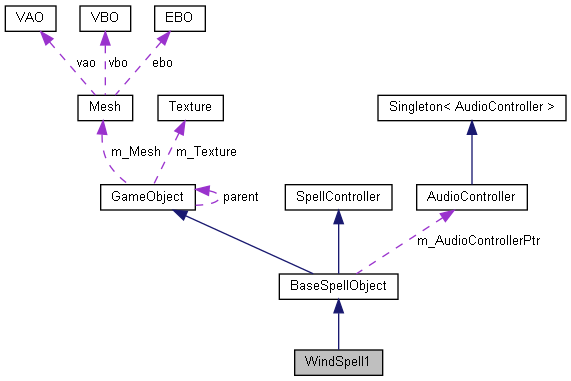 VAO VBO EBO
vao vbo ebo
Mesh Texture Singleton< AudioController >
m_Mesh m_Texture
GameObject parent SpellController AudioController
m_AudioControllerPtr
BaseSpellObject
WindSpell1